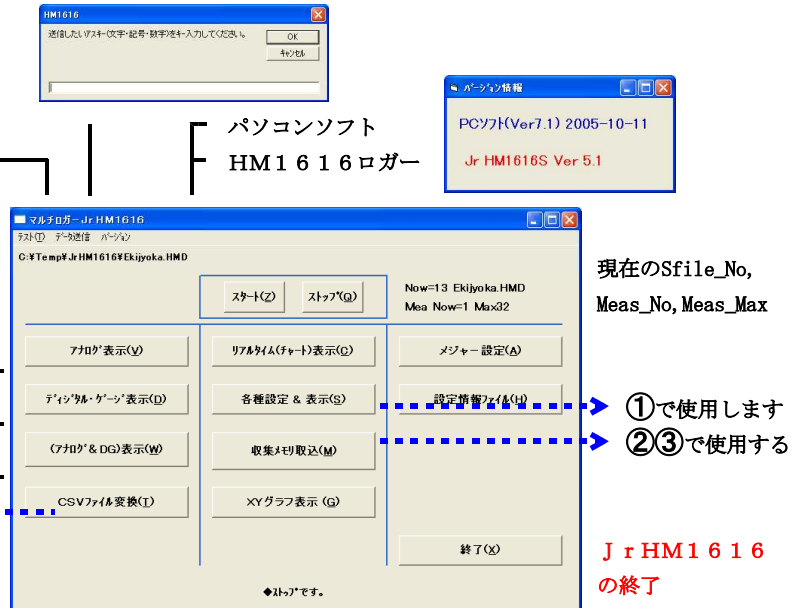 HM1616
送信したいアスキー(文字・記号・数字)をキー入力してください。
OK
キャンセル
パソコンソフト
HM1616ロガー
バージョン情報
PCソフト(Ver7.1) 2005-10-11
Jr HM1616S Ver 5.1
マルチロガーJr HM1616
テスト(T) データ送信 バージョン
C:¥Temp¥JrHM1616¥Ekijyoka.HMD
スタート(Z)
ストップ(Q)
Now=13 Ekijyoka.HMD
Mea Now=1 Max32
現在のSfile_No,
Meas_No,Meas_Max
アナログ表示(V)
リアルタイム(チャート)表示(C)
メジャー設定(A)
ディジタル・ゲージ表示(D)
各種設定 & 表示(S)
設定情報ファイル(H)
①で使用します
(アナログ & DG)表示(W)
収集メモリ取込(M)
②③で使用する
CSVファイル変換(T)
XYグラフ表示 (G)
終了(X)
JrHM1616
の終了
◆ストップです。